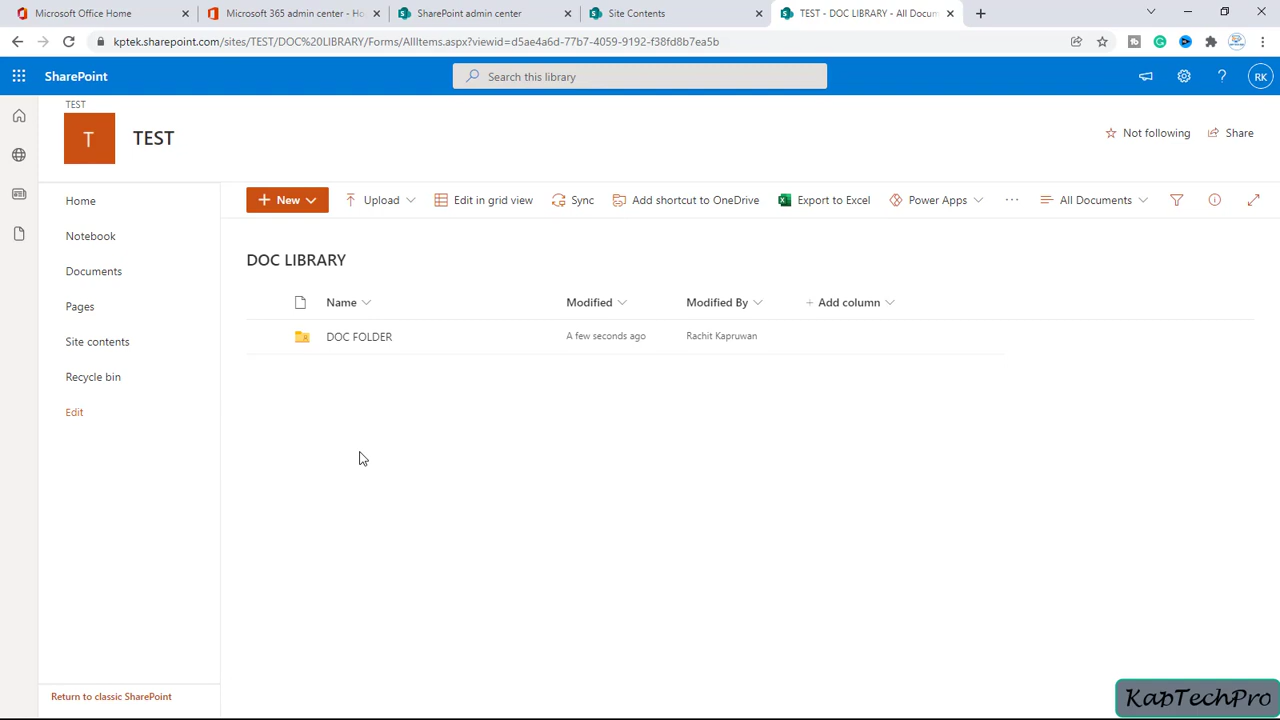 Microsoft Office Home
Microsoft 365 admin center - Ho
SharePoint admin center
Site Contents
TEST - DOC LIBRARY - All Docum
kptek.sharepoint.com/sites/TEST/DOC%20LIBRARY/Forms/AllItems.aspx?viewid=d5ae4a6d-77b7-4059-9192-f38fd8b7ea5b
SharePoint
Search this library
RK
TEST
T
TEST
Not following
Share
Home
Notebook
Documents
Pages
Site contents
Recycle bin
Edit
New
Upload
Edit in grid view
Sync
Add shortcut to OneDrive
Export to Excel
Power Apps
All Documents
DOC LIBRARY
Name
Modified
Modified By
Add column
DOC FOLDER
A few seconds ago
Rachit Kapruwan
Return to classic SharePoint
KapTechPro